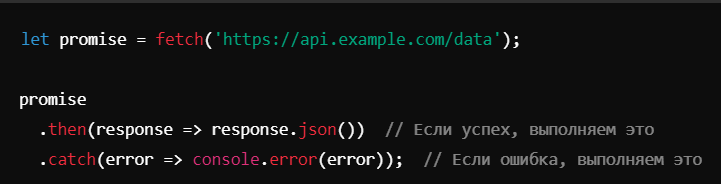 let promise = fetch('https://api.example.com/data');
promise
.then(response => response.json())  // Если успех, выполняем это
.catch(error => console.error(error));  // Если ошибка, выполняем это